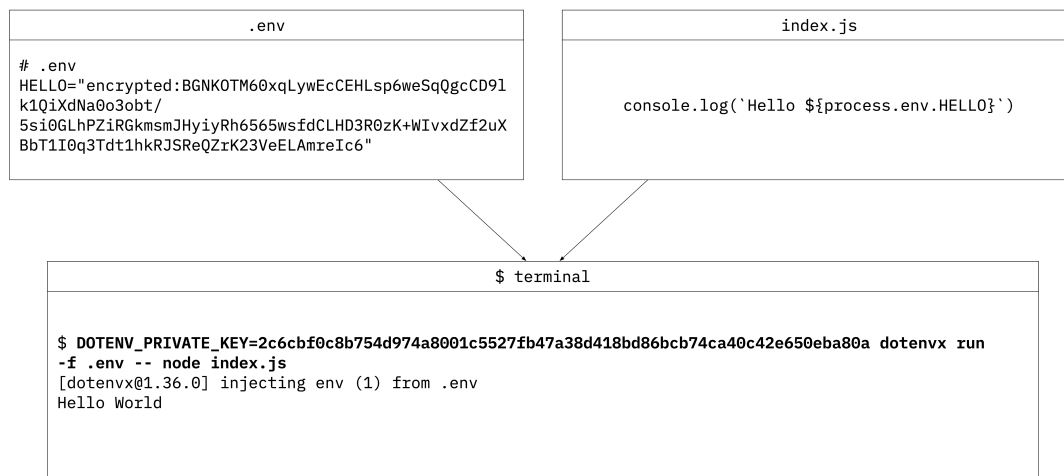 .env
# .env
HELLO="encrypted:BGNKOTM60xqLywEcCEHLsp6weSqQgcCD9l
k1QiXdNa0o3obt/
5si0GLhPZiRGkmsmJHyiyRh6565wsfdCLHD3R0zK+WIvxdZf2uX
BbT1I0q3Tdt1hkRJSReQZrK23VeELAmreIc6"
index.js
console.log(`Hello ${process.env.HELLO}`)
$ terminal
$ DOTENV_PRIVATE_KEY=2c6cbf0c8b754d974a8001c5527fb47a38d418bd86bcb74ca40c42e650eba80a dotenvx run
-f .env -- node index.js
[dotenvx@1.36.0] injecting env (1) from .env
Hello World